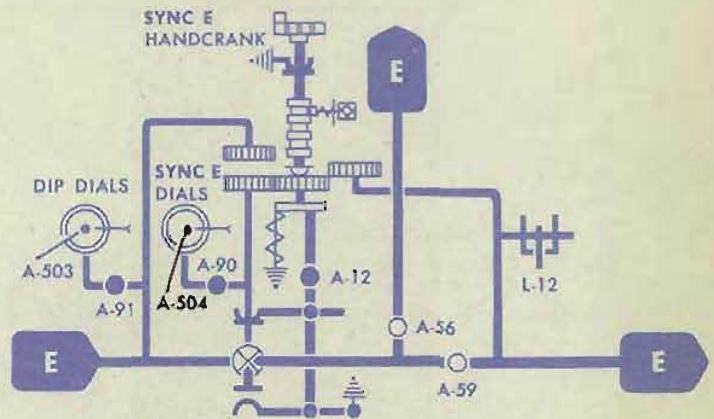 SYNC E
HANDCRANK
E
DIP DIALS
SYNC E
DIALS
A-503
A-90
A-504
A-91
A-12
L-12
A-56
E
A-59
E